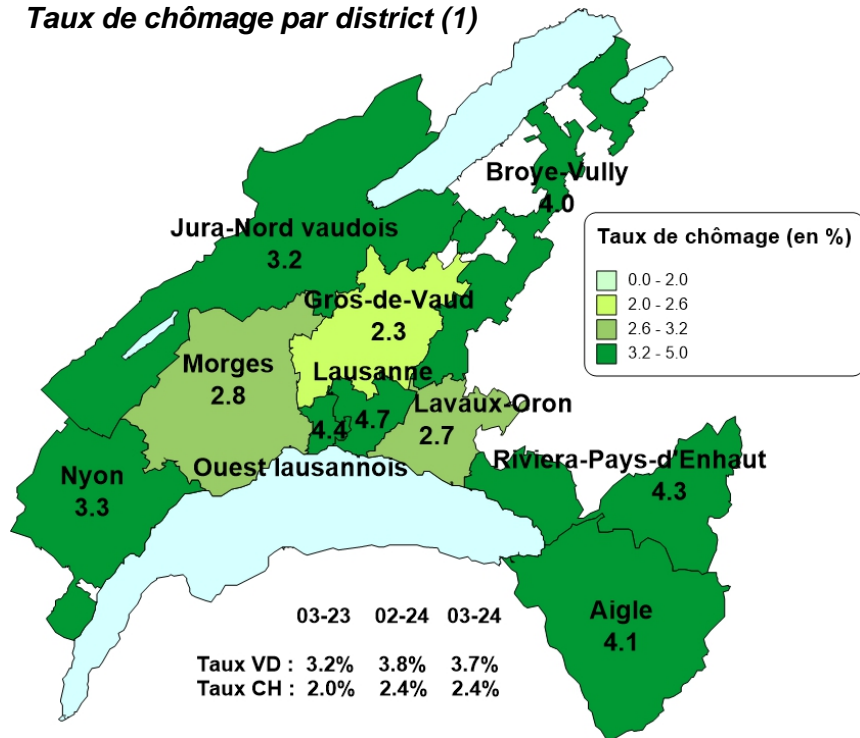 Taux de chômage par district (1)
Broye-Vully
4.0
Jura-Nord vaudois
3.2
Taux de chômage (en %)
0.0 - 2.0
2.0 - 2.6
2.6 - 3.2
3.2 - 5.0
Gros-de-Vaud
2.3
Morges
2.8
Lausanne
4.7
4.4
Lavaux-Oron
2.7
Ouest lausannois
Riviera-Pays-d'Enhaut
4.3
Nyon
3.3
Aigle
4.1
03-23 02-24 03-24
Taux VD : 3.2% 3.8% 3.7%
Taux CH : 2.0% 2.4% 2.4%